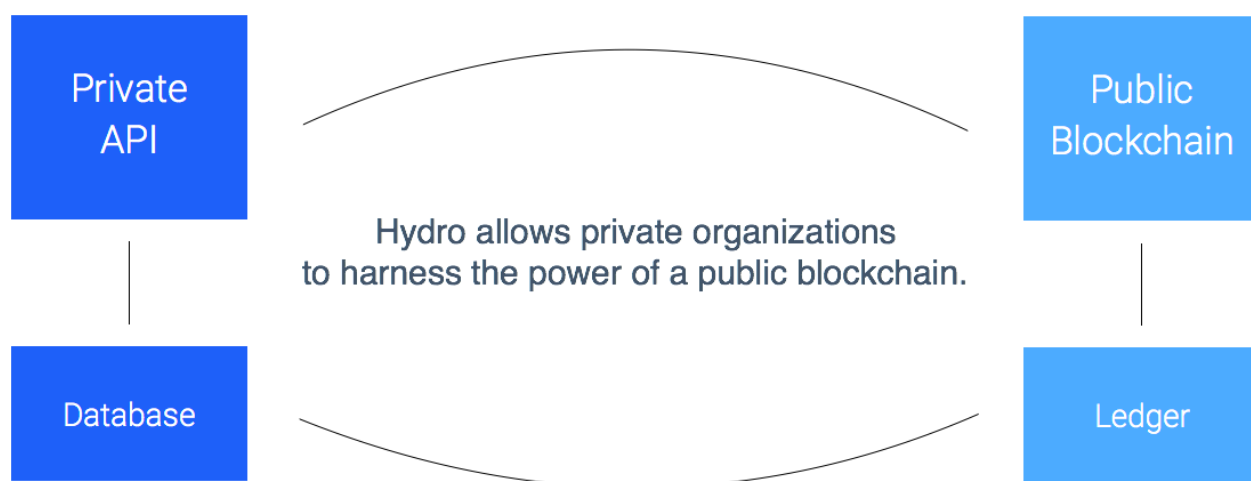 Private
API
Public
Blockchain
Hydro allows private organizations
to harness the power of a public blockchain.
Database
Ledger